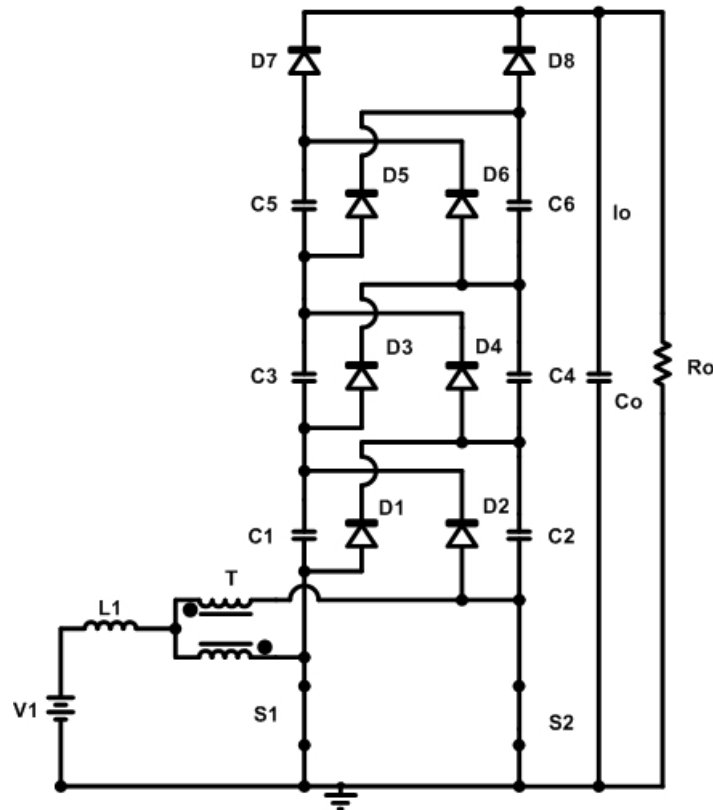 D7 D8
D5 D6
C5 C6
Io
D3 D4
C3 C4
Ro
Co
D1 D2
C1 C2
T
L1
V1 S1 S2